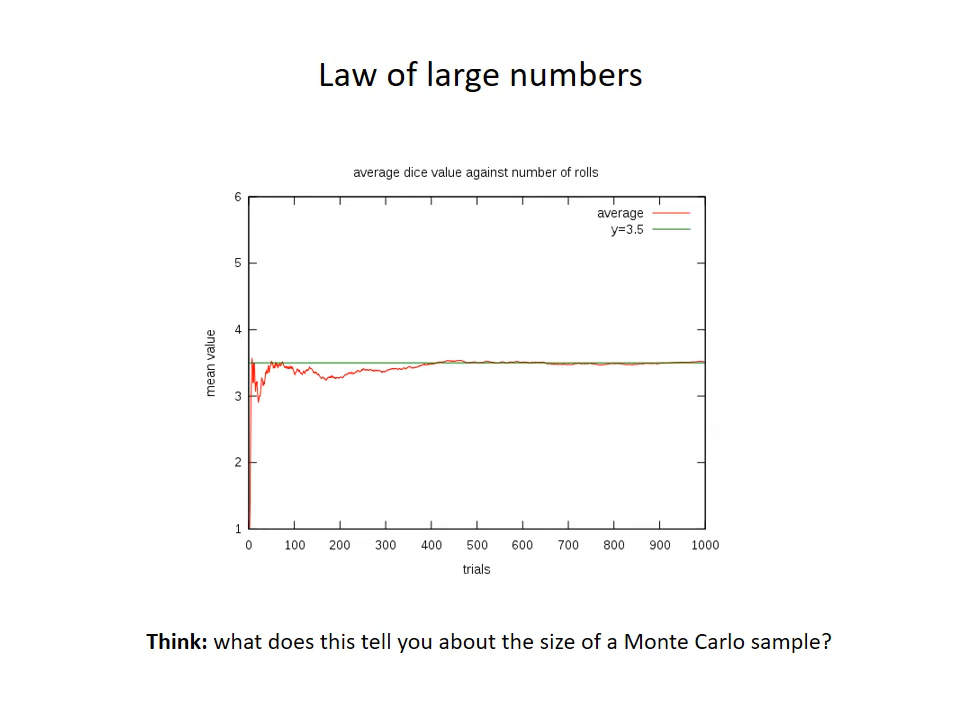 Law of large numbers
average dice value against number of rolls
average
y=3.5
mean value
6
5
4
3
2
1
0 100 200 300 400 500 600 700 800 900 1000
trials
Think: what does this tell you about the size of a Monte Carlo sample?